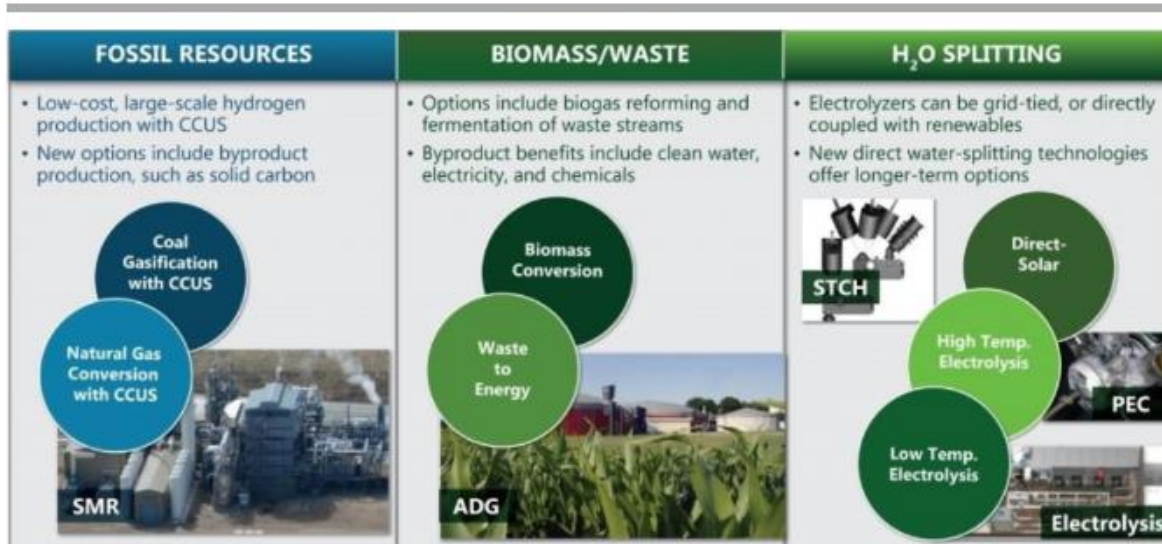 FOSSIL RESOURCES
• Low-cost, large-scale hydrogen
production with CCUS
• New options include byproduct
production, such as solid carbon
Coal
Gasification
with CCUS
Natural Gas
Conversion
with CCUS
SMR
BIOMASS/WASTE
• Options include biogas reforming and
fermentation of waste streams
• Byproduct benefits include clean water,
electricity, and chemicals
Biomass
Conversion
Waste
to
Energy
ADG
H₂O SPLITTING
• Electrolyzers can be grid-tied, or directly
coupled with renewables
• New direct water-splitting technologies
offer longer-term options
STCH
Direct-
Solar
High Temp.
Electrolysis
PEC
Low Temp.
Electrolysis
Electrolysis